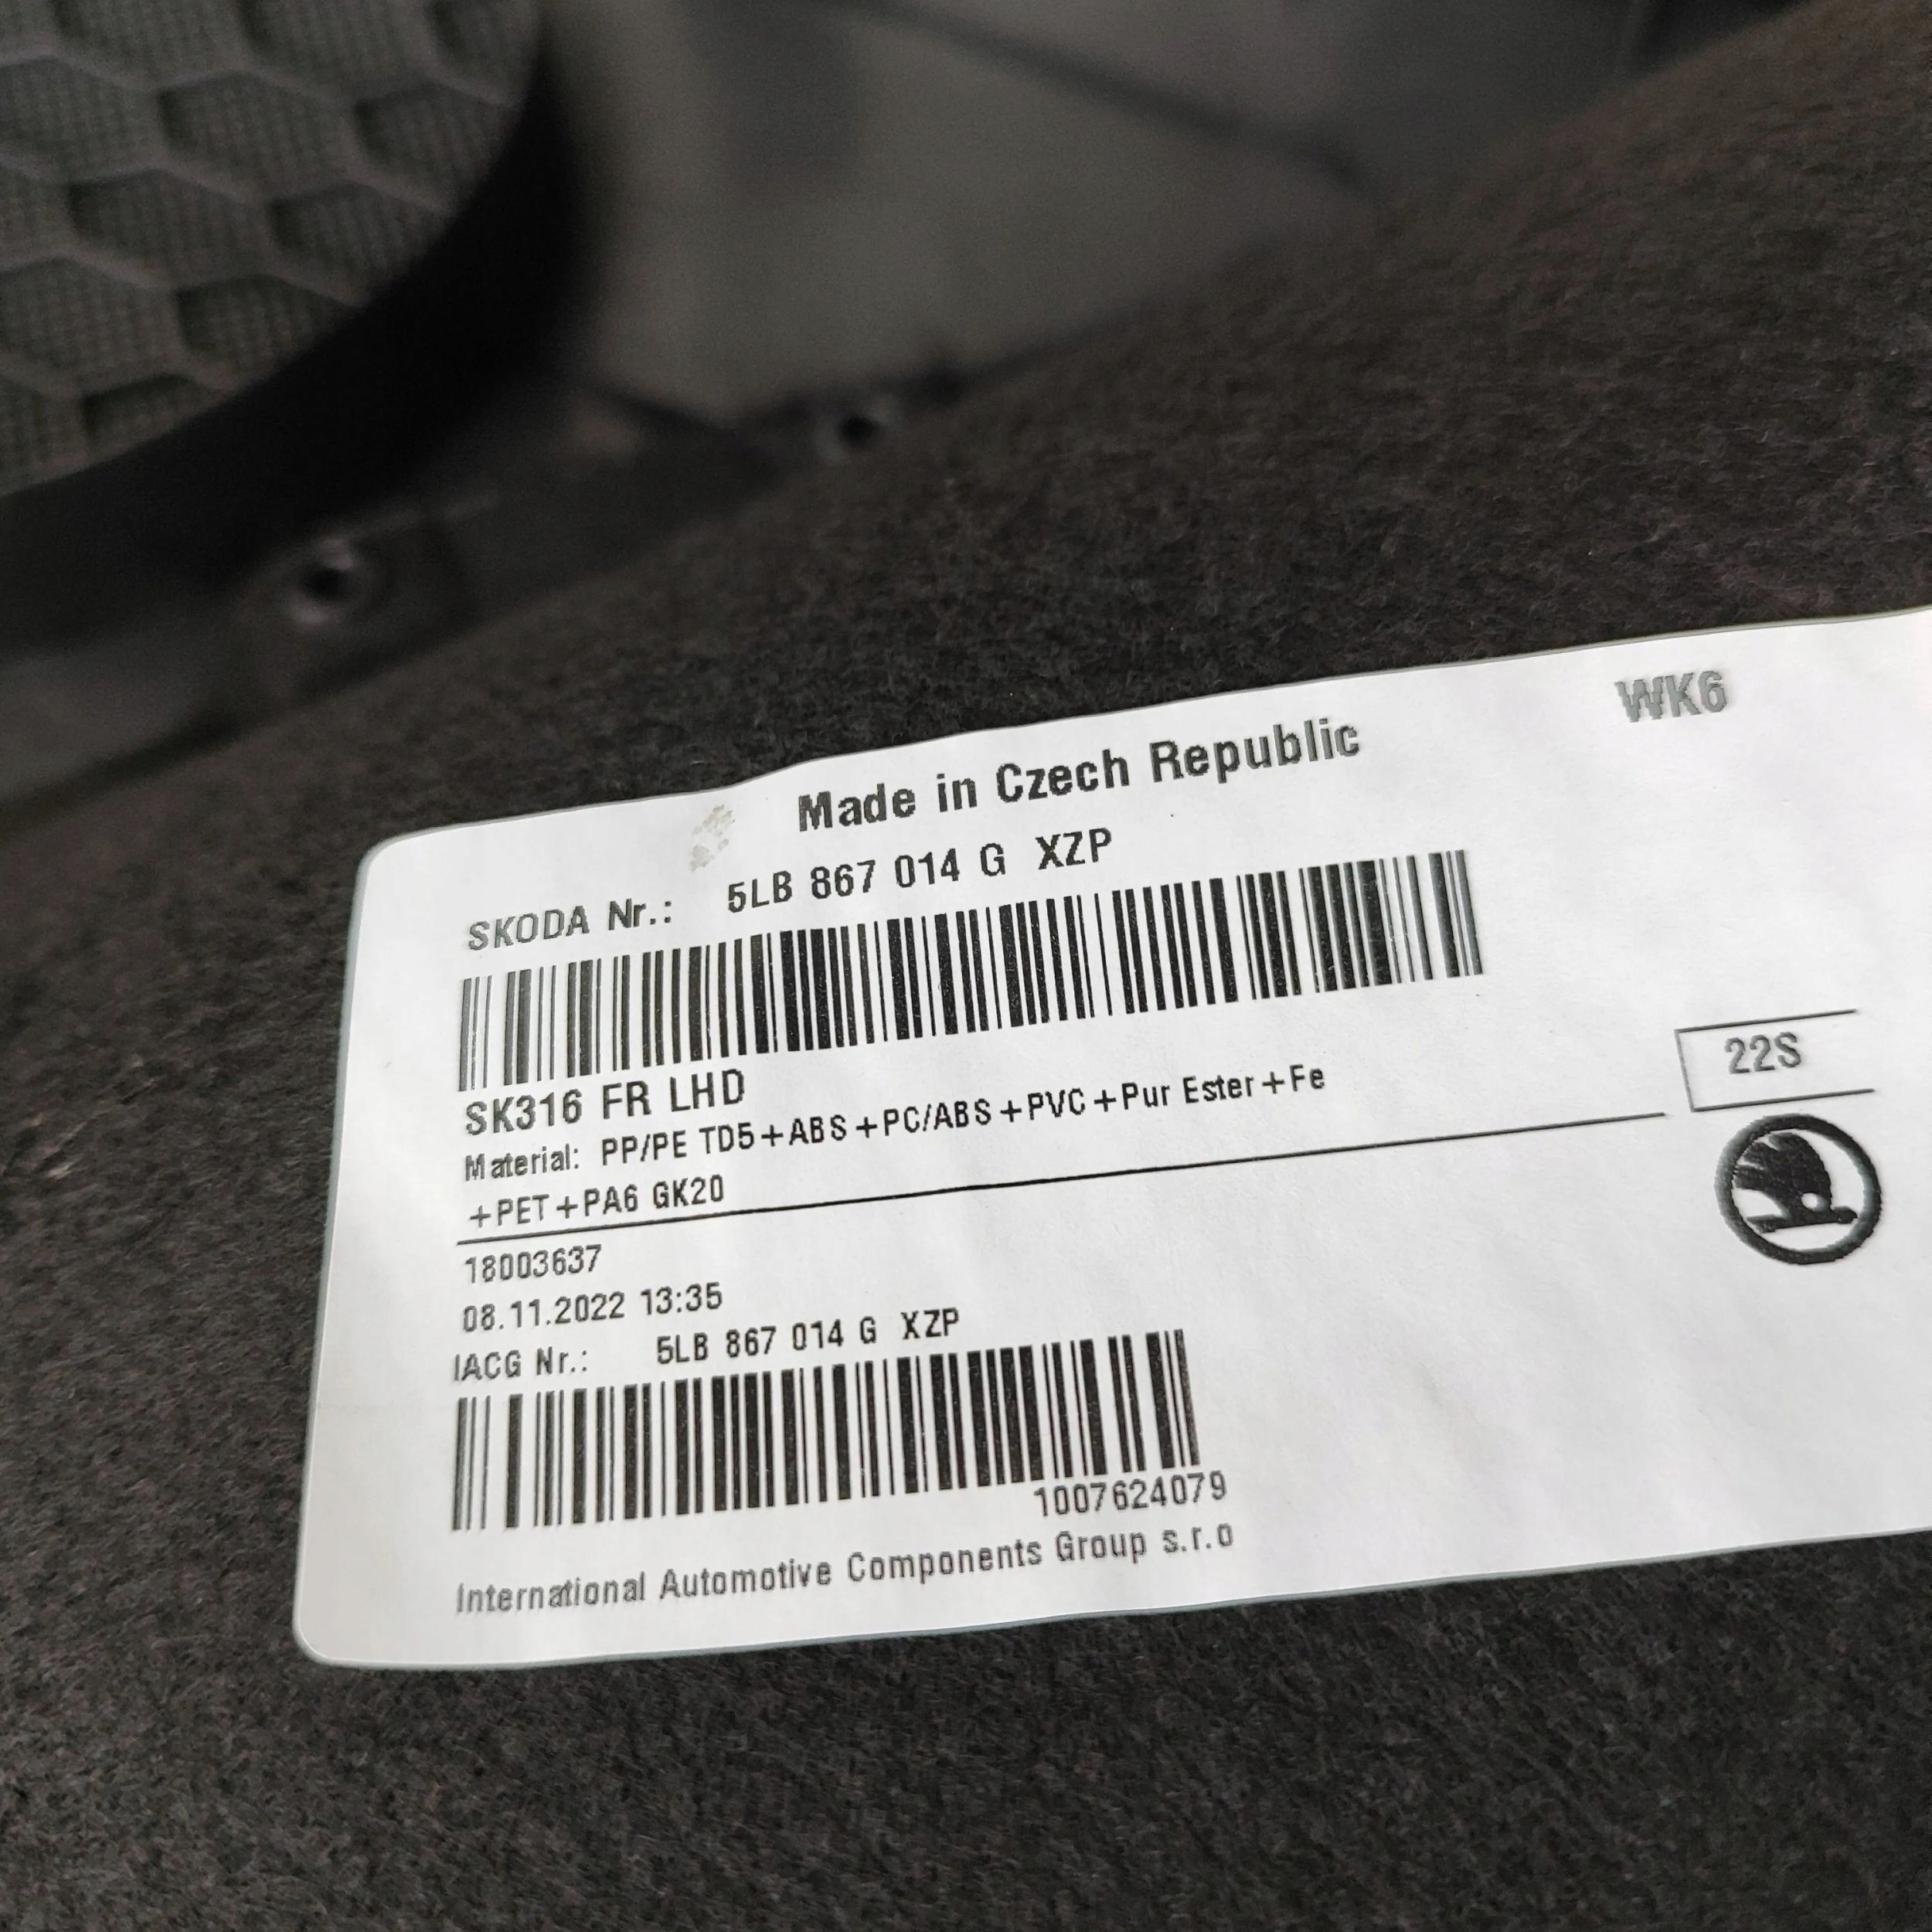 WK6
Made in Czech Republic
SKODA Nr.: 5LB 867 014 G XZP
SK316 FR LHD
22S
Material: PP/PE TD5+ABS+PC/ABS+PVC+Pur Ester+Fe
+PET+PA6 GK20
18003637
08.11.2022 13:35
IACG Nr.: 5LB 867 014 G XZP
1007624079
International Automotive Components Group s.r.o